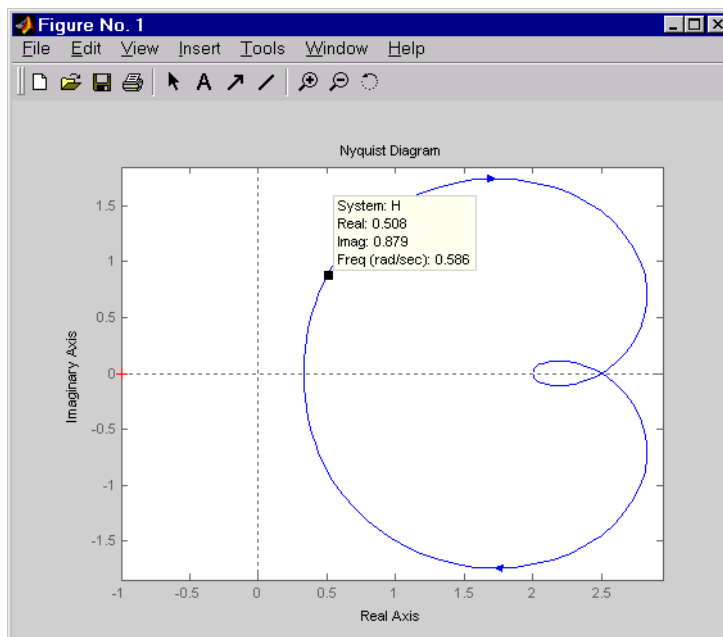 Figure No. 1
File Edit View Insert Tools Window Help
A
Nyquist Diagram
System: H
Real: 0.508
Imag: 0.879
Freq (rad/sec): 0.586
Imaginary Axis
1.5
1
0.5
0
-0.5
-1
-1.5
-1 -0.5 0 0.5 1 1.5 2 2.5
Real Axis